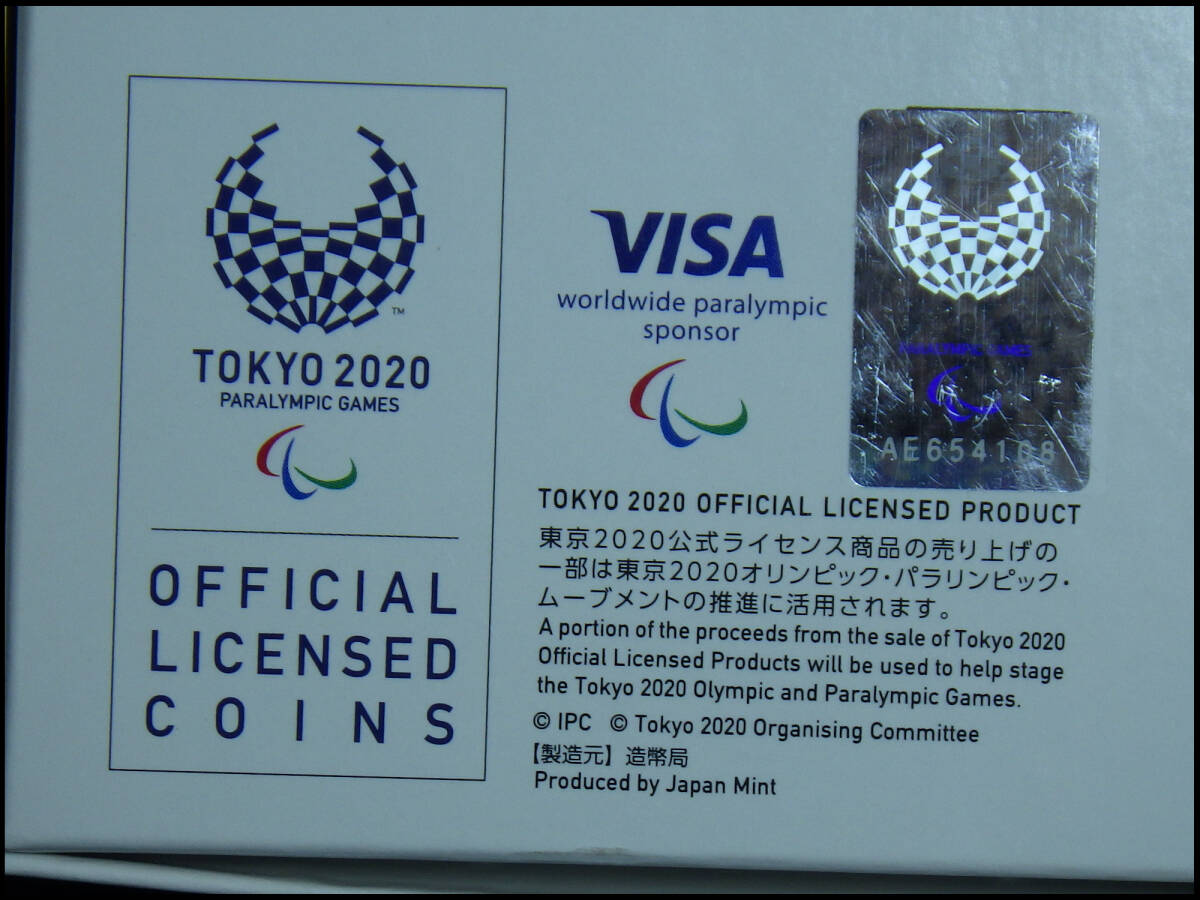 TM
TOKYO 2020
PARALYMPIC GAMES
OFFICIAL
LICENSED
COINS
VISA
worldwide paralympic
sponsor
PARALYMPIC GAMES
AE654108
TOKYO 2020 OFFICIAL LICENSED PRODUCT
東京2020公式ライセンス商品の売り上げの
一部は東京2020オリンピック・パラリンピック・
ムーブメントの推進に活用されます。
A portion of the proceeds from the sale of Tokyo 2020
Official Licensed Products will be used to help stage
the Tokyo 2020 Olympic and Paralympic Games.
© IPC © Tokyo 2020 Organising Committee
【製造元】造幣局
Produced by Japan Mint